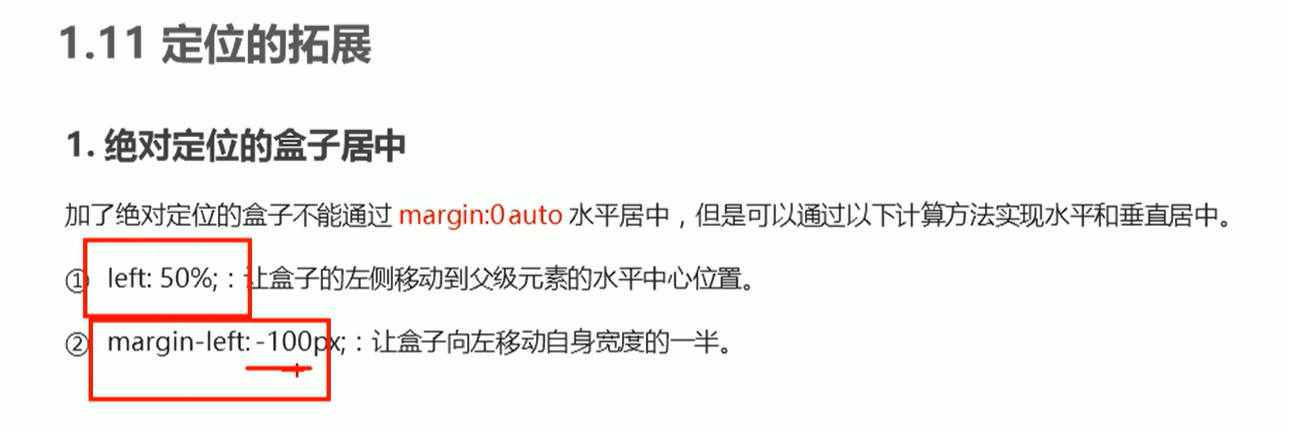 1.11 定位的拓展
1. 绝对定位的盒子居中
加了绝对定位的盒子不能通过 margin:0 auto 水平居中，但是可以通过以下计算方法实现水平和垂直居中。
① left: 50%;：让盒子的左侧移动到父级元素的水平中心位置。
② margin-left: -100px;：让盒子向左移动自身宽度的一半。